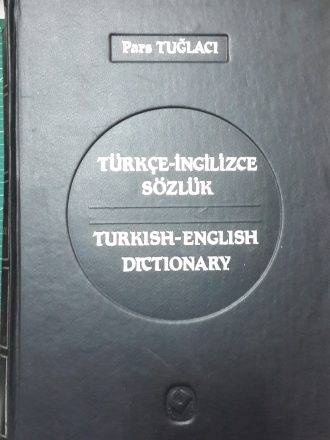 Pars TUĞLACI
TÜRKÇE-İNGİLİZCE
SÖZLÜK
TURKISH-ENGLISH
DICTIONARY